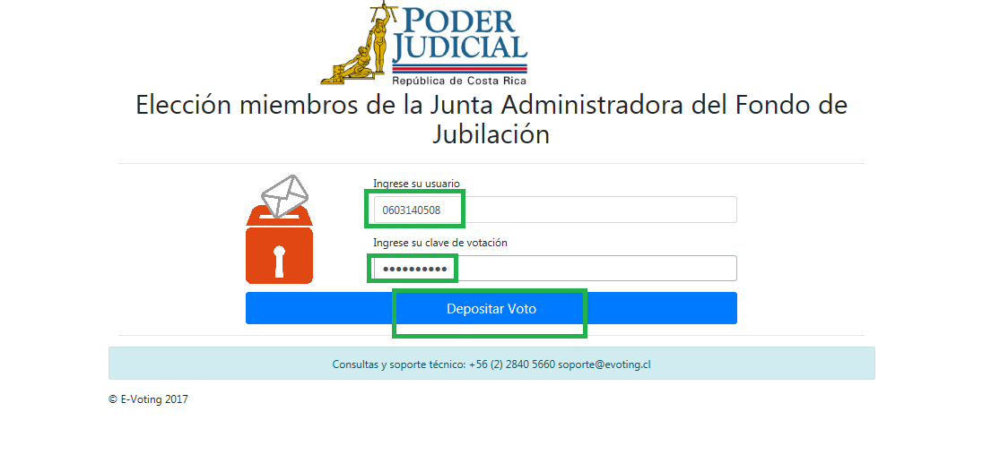 PODER
JUDICIAL
República de Costa Rica
Elección miembros de la Junta Administradora del Fondo de
Jubilación
Ingrese su usuario
0603140508
Ingrese su clave de votación
••••••••••
Depositar Voto
Consultas y soporte técnico: +56 (2) 2840 5660 soporte@evoting.cl
© E-Voting 2017